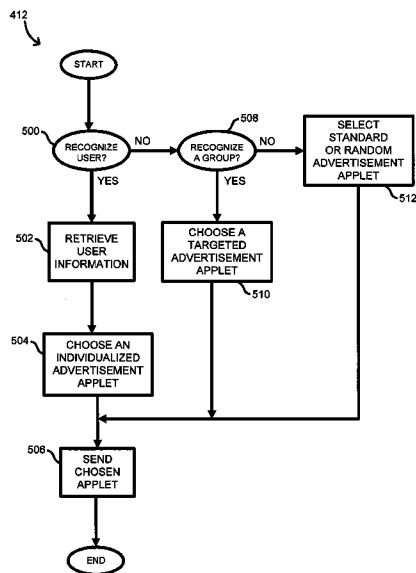 412
START
500
RECOGNIZE
USER?
NO
508
RECOGNIZE
A GROUP?
NO
SELECT
STANDARD
OR RANDOM
ADVERTISEMENT
APPLET
512
YES
YES
502
RETRIEVE
USER
INFORMATION
CHOOSE A
TARGETED
ADVERTISEMENT
APPLET
510
504
CHOOSE AN
INDIVIDUALIZED
ADVERTISEMENT
APPLET
506
SEND
CHOSEN
APPLET
END